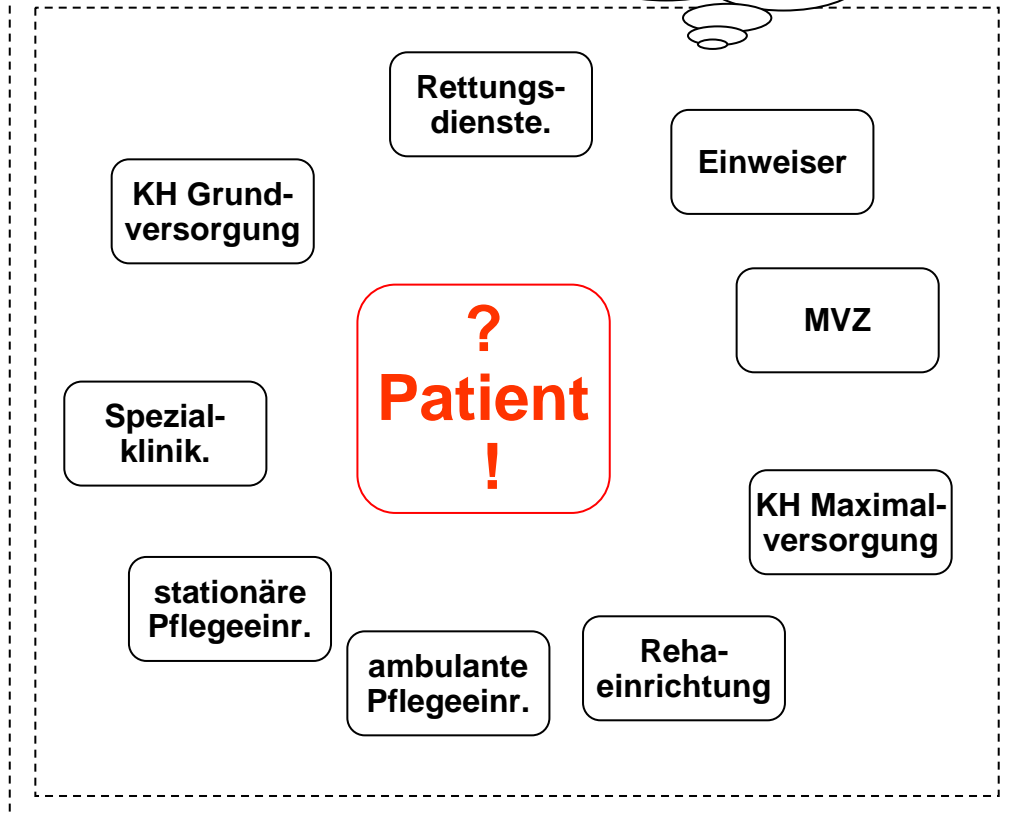 Rettungs-
dienste.
Einweiser
KH Grund-
versorgung
MVZ
?
Patient
!
Spezial-
klinik.
KH Maximal-
versorgung
stationäre
Pflegeeinr.
ambulante
Pflegeeinr.
Reha-
einrichtung